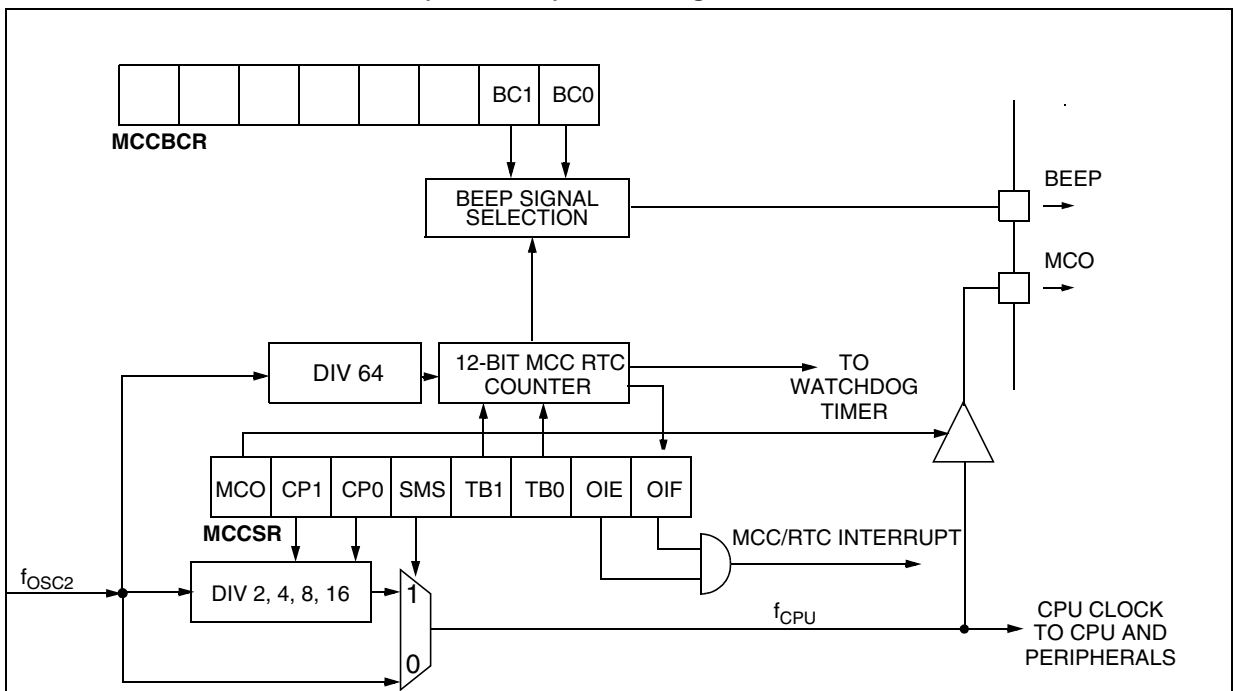 BC1 BC0
MCCBCR
BEEP SIGNAL
SELECTION
BEEP
MCO
DIV 64
12-BIT MCC RTC
COUNTER
TO
WATCHDOG
TIMER
MCO CP1 CP0 SMS TB1 TB0 OIE OIF
MCCSR
MCC/RTC INTERRUPT
fOSC2
DIV 2, 4, 8, 16
1
0
fCPU
CPU CLOCK
TO CPU AND
PERIPHERALS